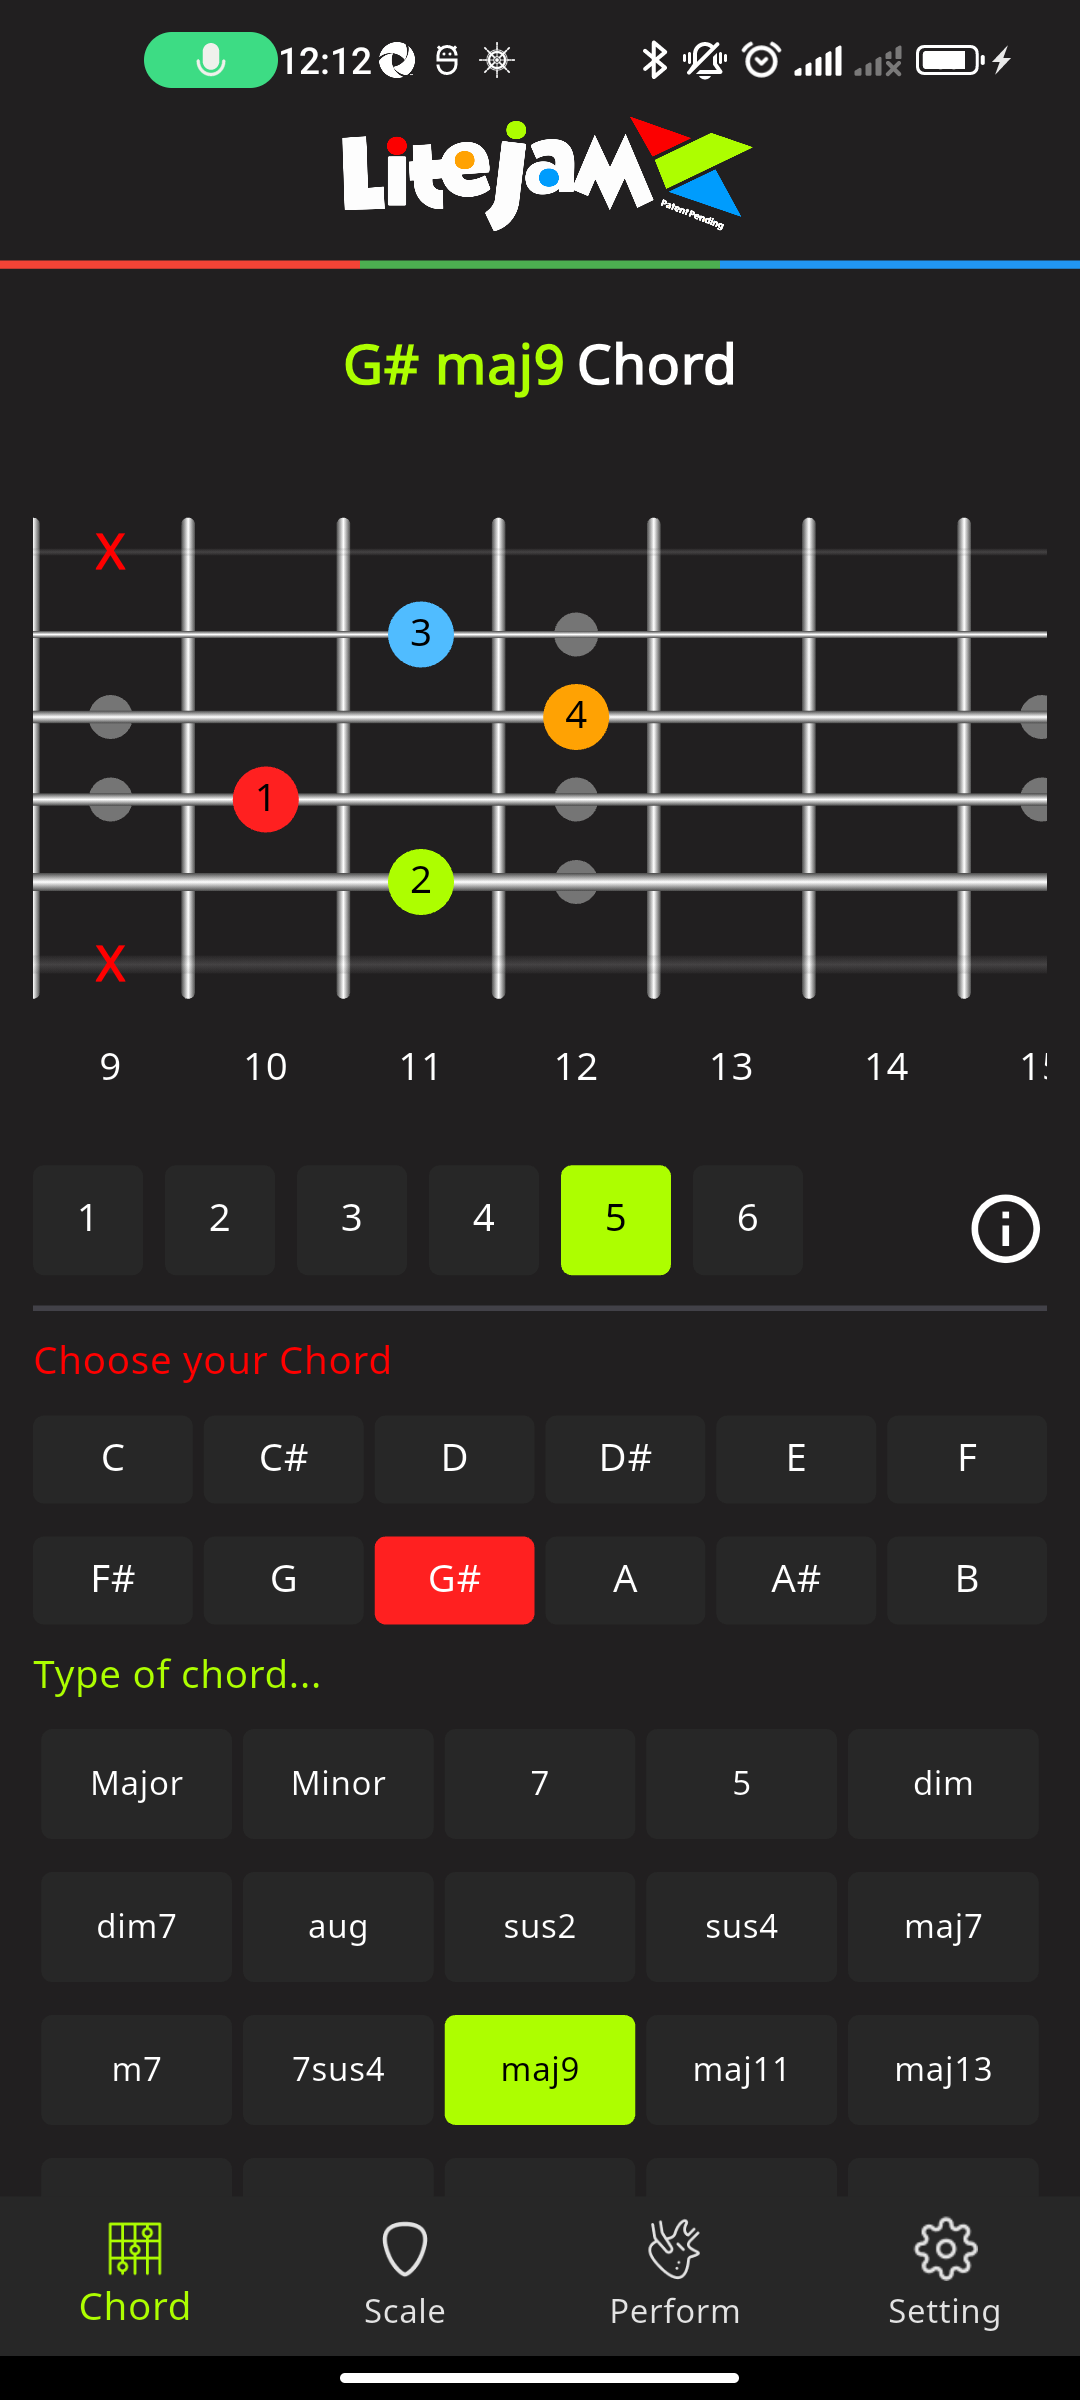 12:12
LiteJam
Patent Pending
G# maj9 Chord
X
3
4
1
2
X
9 10 11 12 13 14
1 2 3 4 5 6
Choose your Chord
C C# D D# E F
F# G G# A A# B
Type of chord...
Major Minor 7 5 dim
dim7 aug sus2 sus4 maj7
m7 7sus4 maj9 maj11 maj13
Chord Scale Perform Setting